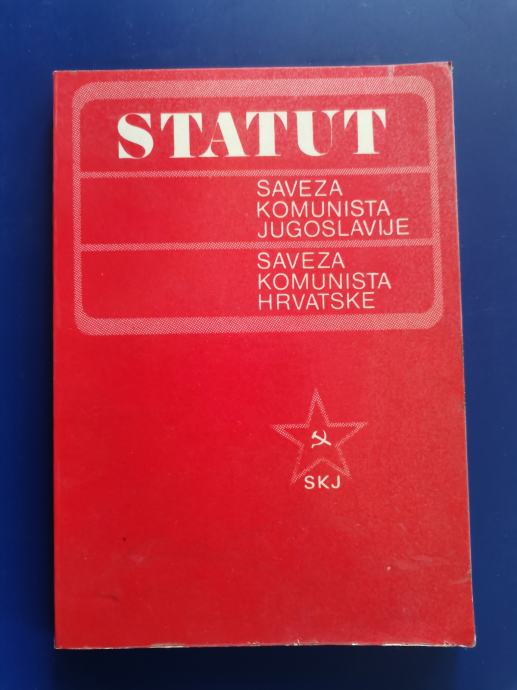 STATUT
SAVEZA
KOMUNISTA
JUGOSLAVIJE
SAVEZA
KOMUNISTA
HRVATSKE
SKJ